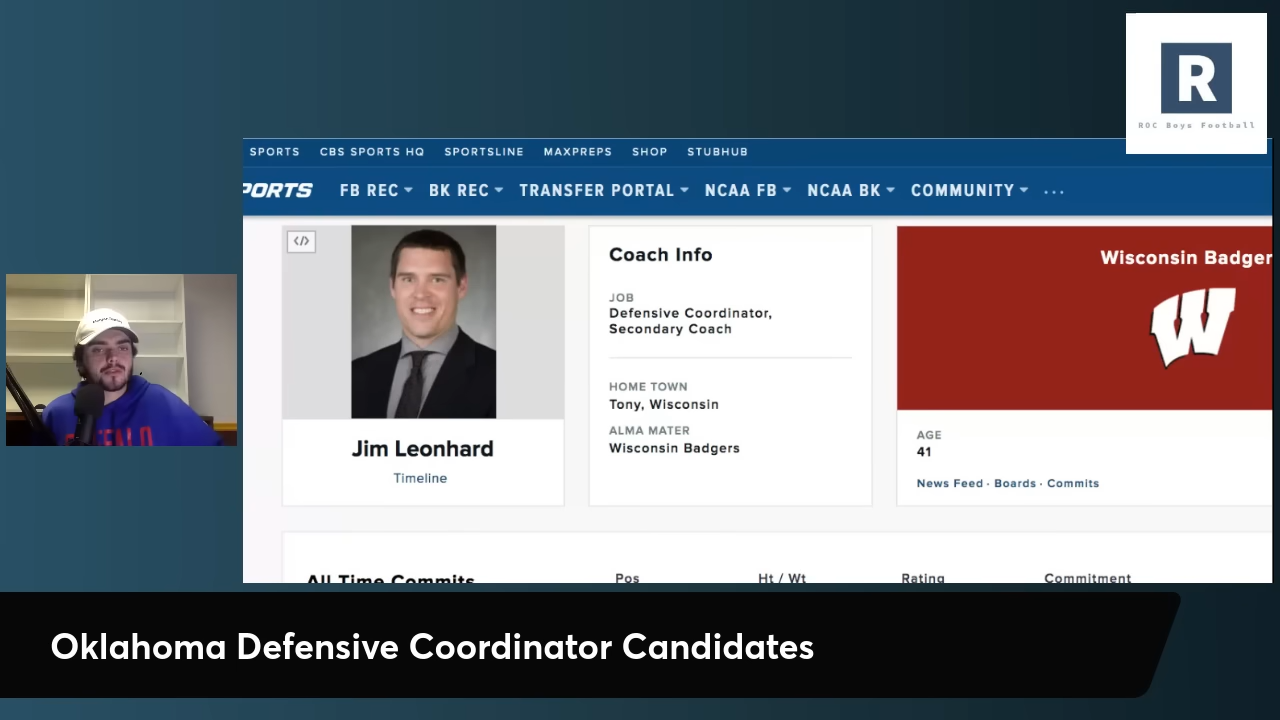 R
ROC Boys Football
SPORTS CBS SPORTS HQ SPORTSLINE MAXPREPS SHOP STUBHUB
PORTS FB REC BK REC TRANSFER PORTAL NCAA FB NCAA BK COMMUNITY ...
</>
Jim Leonhard
Timeline
Coach Info
JOB
Defensive Coordinator,
Secondary Coach
HOME TOWN
Tony, Wisconsin
ALMA MATER
Wisconsin Badgers
Wisconsin Badger
W
AGE
41
News Feed · Boards · Commits
All Time Commits Pos Ht / Wt Rating Commitment
Oklahoma Defensive Coordinator Candidates